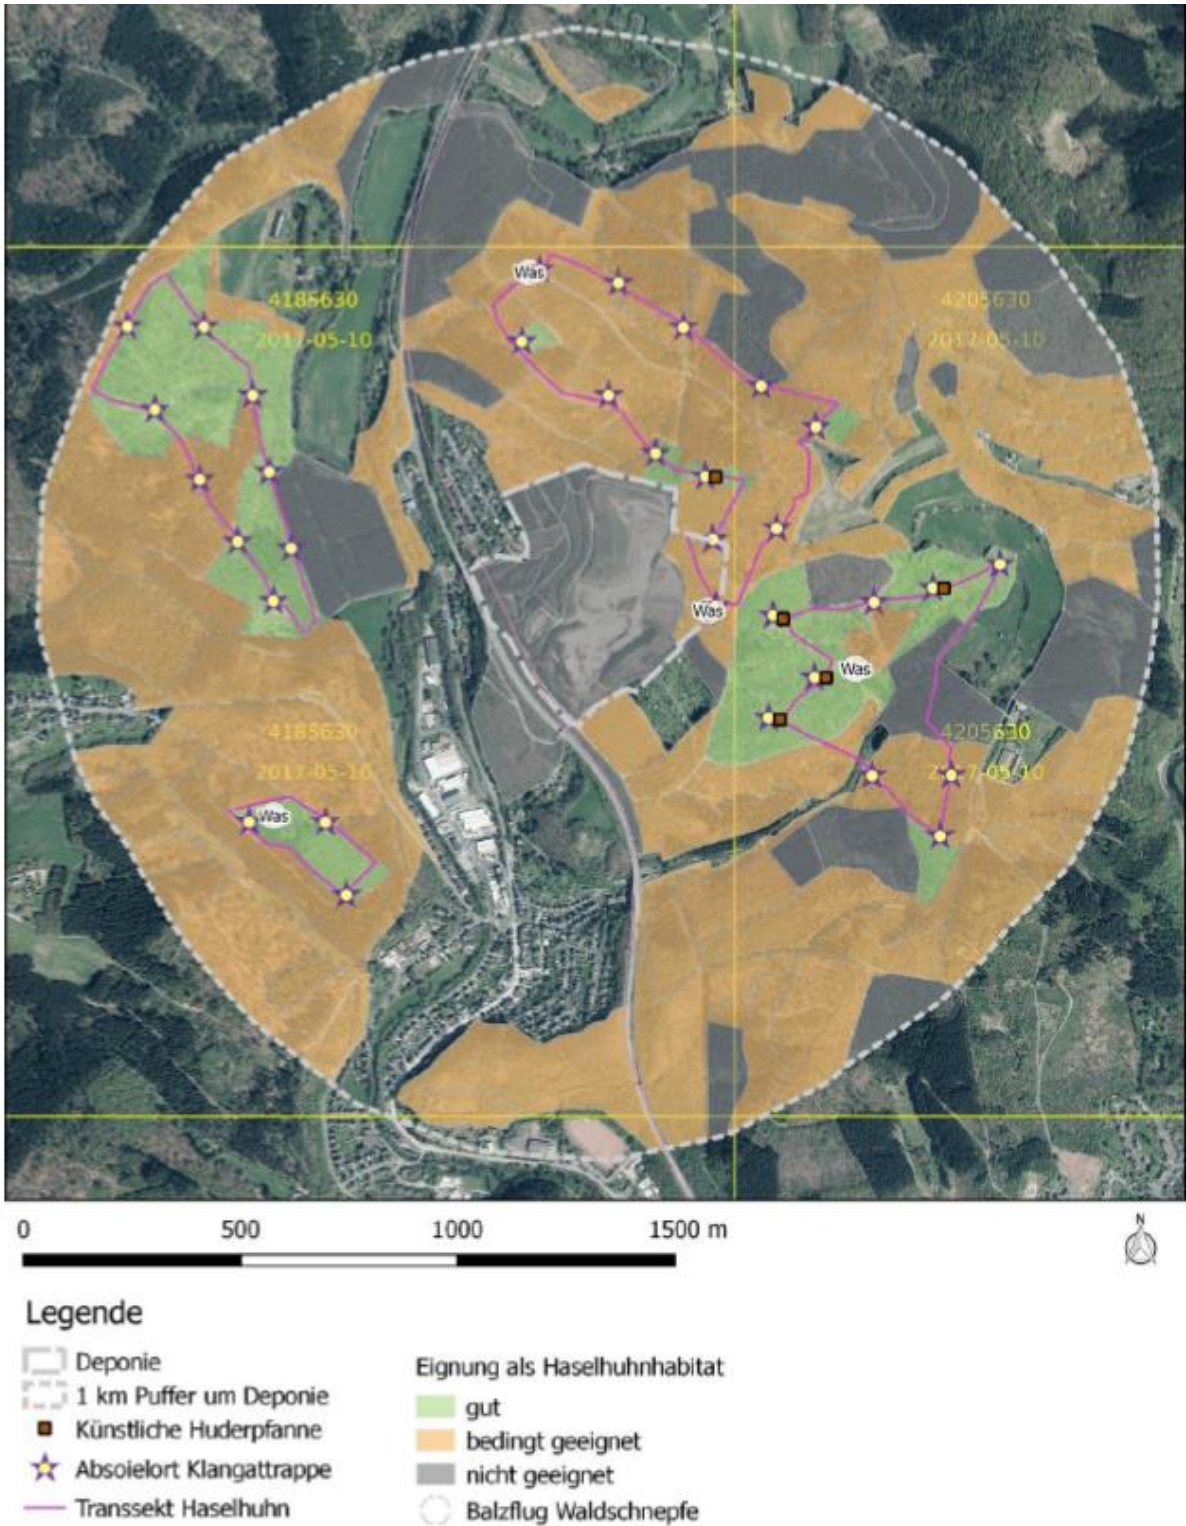 Was
4185630
4205630
2017-05-10
2017-05-10
Was
Was
4185630
4205630
2017-05-10
2017-05-10
Was
0 500 1000 1500 m
N
Legende
Deponie
1 km Puffer um Deponie
Künstliche Huderpfanne
Absoielort Klangattrappe
Transsekt Haselhuhn
Eignung als Haselhuhnhabitat
gut
bedingt geeignet
nicht geeignet
Balzflug Waldschnepfe